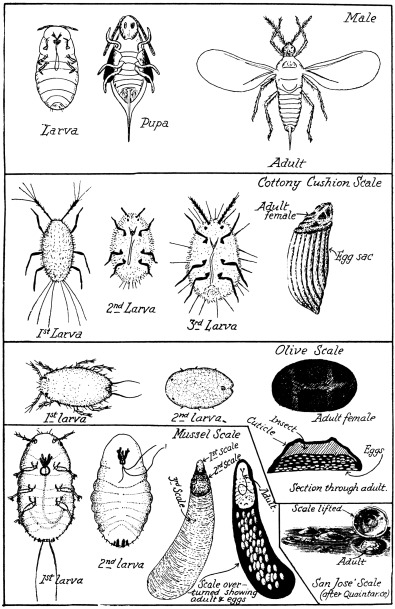 Male
Larva
Pupa
Adult
Cottony Cushion Scale
Adult
female
Egg sac
1st Larva
2nd Larva
3rd Larva
Olive Scale
1st larva
2nd larva
Adult female
Insect
Cuticle
Eggs
Section through adult.
Mussel Scale
1st scale
2nd scale
3rd Scale
Adult
1st larva
2nd larva
Scale over-
turned showing
adult & eggs
Scale lifted
Adult
San José Scale
(after Quaintance)